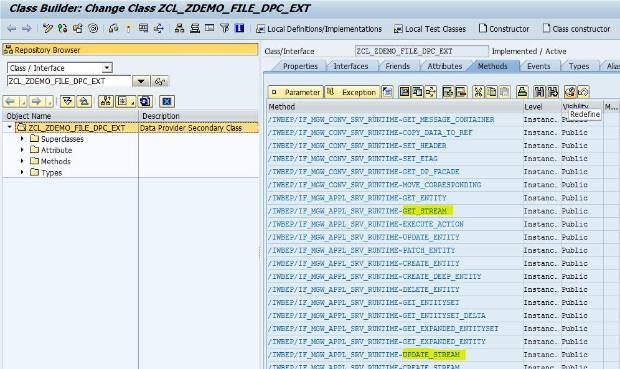 Class Builder: Change Class ZCL_ZDEMO_FILE_DPC_EXT
Local Definitions/Implementations
Local Test Classes
Constructor
Class constructor
Repository Browser
Class / Interface
ZCL_ZDEMO_FILE_DPC_EXT
Object Name
Description
ZCL_ZDEMO_FILE_DPC_EXT
Data Provider Secondary Class
Superclasses
Attribute
Methods
Types
Class/Interface
ZCL_ZDEMO_FILE_DPC_EXT
Implemented / Active
Properties
Interfaces
Friends
Attributes
Methods
Events
Types
Parameter
Exception
Method
Level
Visibility
M...
Redefine
/IWBEP/IF_MGW_CONV_SRV_RUNTIME~GET_MESSAGE_CONTAINER Instanc… Public
/IWBEP/IF_MGW_CONV_SRV_RUNTIME~COPY_DATA_TO_REF Instanc… Public
/IWBEP/IF_MGW_CONV_SRV_RUNTIME~SET_HEADER Instanc… Public
/IWBEP/IF_MGW_CONV_SRV_RUNTIME~SET_ETAG Instanc… Public
/IWBEP/IF_MGW_CONV_SRV_RUNTIME~GET_DP_FACADE Instanc… Public
/IWBEP/IF_MGW_CONV_SRV_RUNTIME~MOVE_CORRESPONDING Instanc… Public
/IWBEP/IF_MGW_APPL_SRV_RUNTIME~GET_ENTITY Instanc… Public
/IWBEP/IF_MGW_APPL_SRV_RUNTIME~GET_STREAM Instanc… Public
/IWBEP/IF_MGW_APPL_SRV_RUNTIME~EXECUTE_ACTION Instanc… Public
/IWBEP/IF_MGW_APPL_SRV_RUNTIME~UPDATE_ENTITY Instanc… Public
/IWBEP/IF_MGW_APPL_SRV_RUNTIME~PATCH_ENTITY Instanc… Public
/IWBEP/IF_MGW_APPL_SRV_RUNTIME~CREATE_ENTITY Instanc… Public
/IWBEP/IF_MGW_APPL_SRV_RUNTIME~CREATE_DEEP_ENTITY Instanc… Public
/IWBEP/IF_MGW_APPL_SRV_RUNTIME~DELETE_ENTITY Instanc… Public
/IWBEP/IF_MGW_APPL_SRV_RUNTIME~GET_ENTITYSET Instanc… Public
/IWBEP/IF_MGW_APPL_SRV_RUNTIME~GET_ENTITYSET_DELTA Instanc… Public
/IWBEP/IF_MGW_APPL_SRV_RUNTIME~GET_EXPANDED_ENTITYSET Instanc… Public
/IWBEP/IF_MGW_APPL_SRV_RUNTIME~GET_EXPANDED_ENTITY Instanc… Public
/IWBEP/IF_MGW_APPL_SRV_RUNTIME~UPDATE_STREAM Instanc… Public
/IWBEP/IF_MGW_APPL_SRV_RUNTIME~CREATE_STREAM Instanc… Public